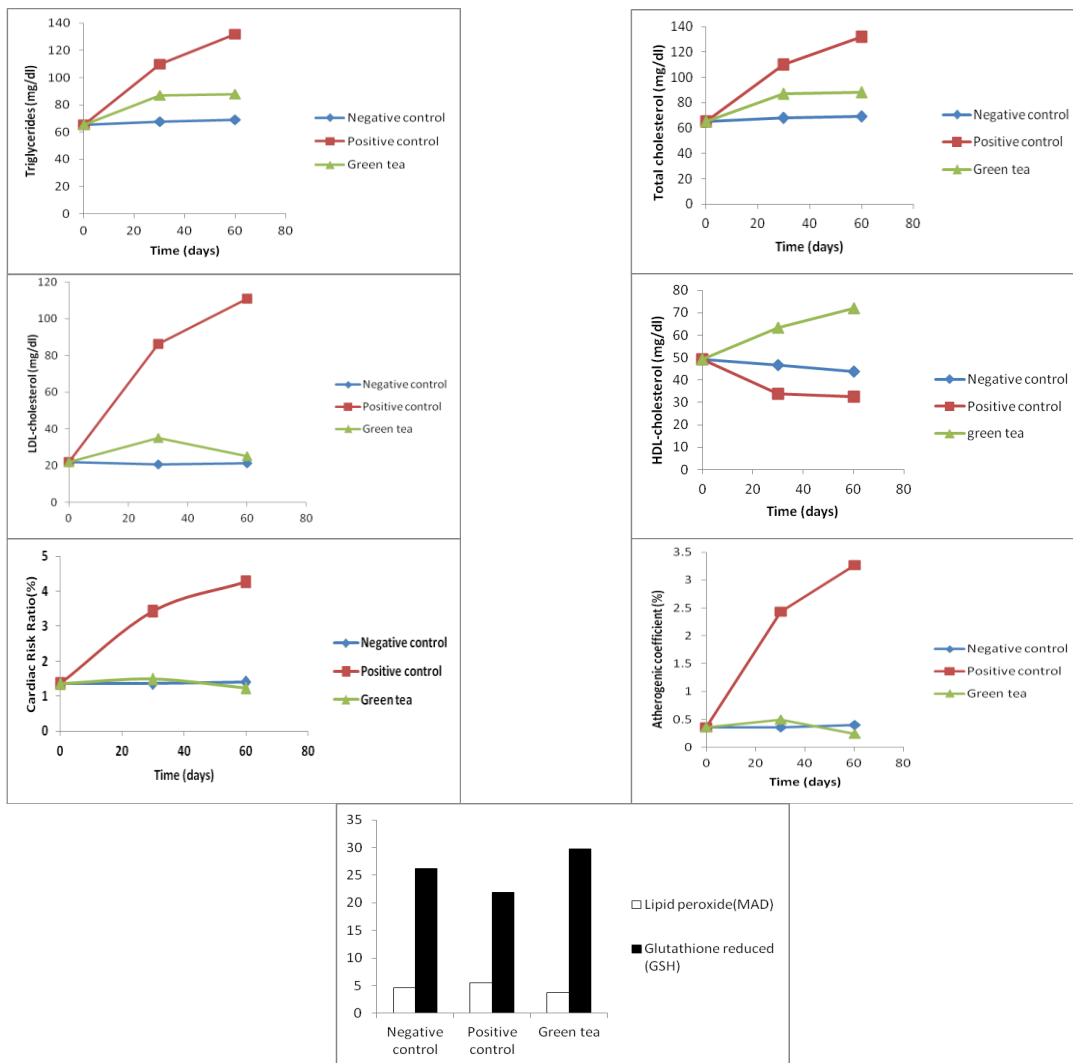 Triglycerides (mg/dl)
140
120
100
80
60
40
20
0
0 20 40 60 80
Time (days)
Negative control
Positive control
Green tea
Total cholesterol (mg/dl)
140
120
100
80
60
40
20
0
0 20 40 60 80
Time (days)
Negative control
Positive control
Green tea
LDL-cholesterol (mg/dl)
120
100
80
60
40
20
0
0 20 40 60 80
Time (days)
Negative control
Positive control
Green tea
HDL-cholesterol (mg/dl)
80
70
60
50
40
30
20
10
0
0 20 40 60 80
Time (days)
Negative control
Positive control
green tea
Cardiac Risk Ratio(%)
5
4
3
2
1
0
0 20 40 60 80
Time (days)
Negative control
Positive control
Green tea
Atherogenic coefficient (%)
3.5
3
2.5
2
1.5
1
0.5
0
0 20 40 60 80
Time (days)
Negative control
Positive control
Green tea
35
30
25
20
15
10
5
0
Negative
control
Positive
control
Green tea
Lipid peroxide(MAD)
Glutathione reduced
(GSH)